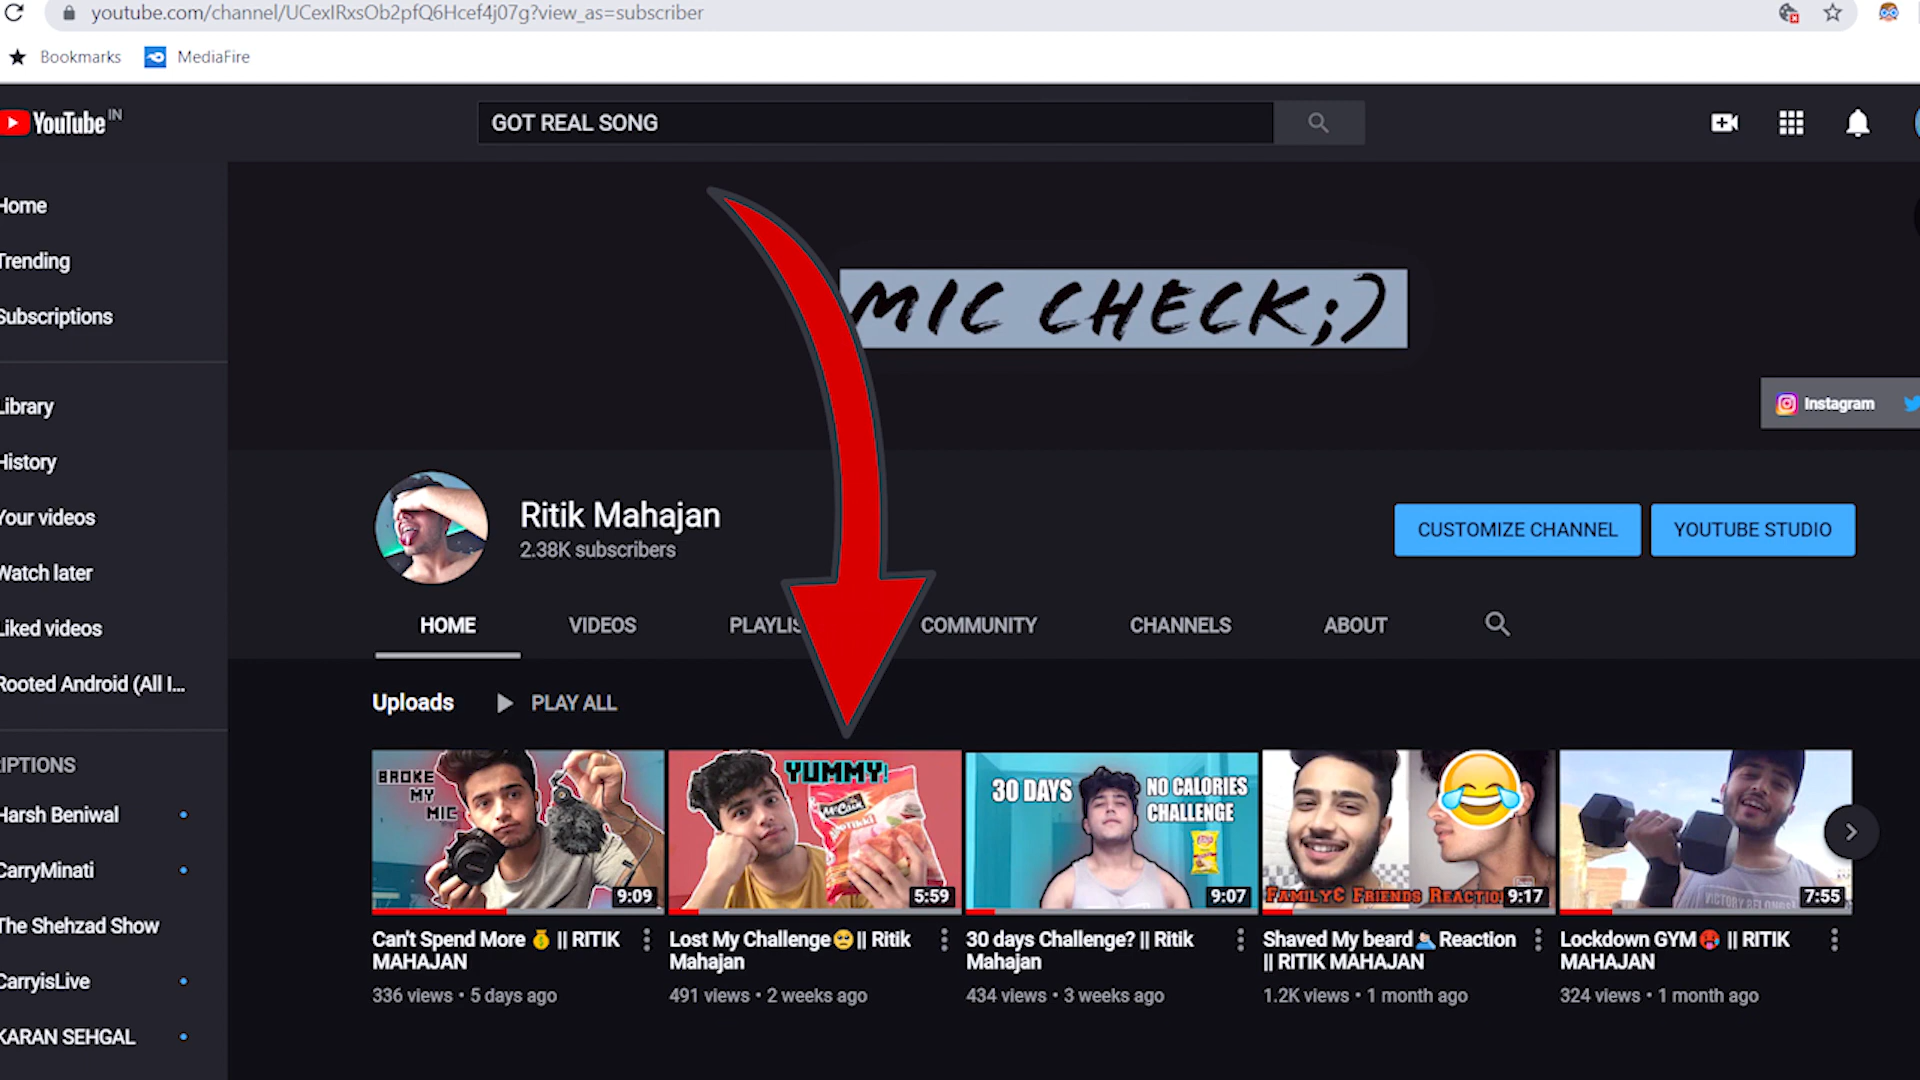 youtube.com/channel/UCexIRxsOb2pfQ6Hcef4j07g?view_as=subscriber
Bookmarks MediaFire
YouTube IN
GOT REAL SONG
Home
Trending
Subscriptions
Library
History
Your videos
Watch later
Liked videos
Rooted Android (All I...
RIPTIONS
Harsh Beniwal
CarryMinati
The Shehzad Show
CarryisLive
KARAN SEHGAL
MIC CHECK;)
Instagram
Ritik Mahajan
2.38K subscribers
CUSTOMIZE CHANNEL YOUTUBE STUDIO
HOME VIDEOS PLAYLIS COMMUNITY CHANNELS ABOUT
Uploads PLAY ALL
BROKE
MY
MIC
9:09
Can't Spend More 💰 || RITIK
MAHAJAN
336 views • 5 days ago
YUMMY!
McCain
5:59
Lost My Challenge🥺|| Ritik
Mahajan
491 views • 2 weeks ago
30 DAYS
NO CALORIES
CHALLENGE
9:07
30 days Challenge? || Ritik
Mahajan
434 views • 3 weeks ago
FAMILY& FRIENDS REACTIO
9:17
Shaved My beard🤦🏻‍♂️Reaction
|| RITIK MAHAJAN
1.2K views • 1 month ago
VICTORY BELONGS
7:55
Lockdown GYM🥵 || RITIK
MAHAJAN
324 views • 1 month ago